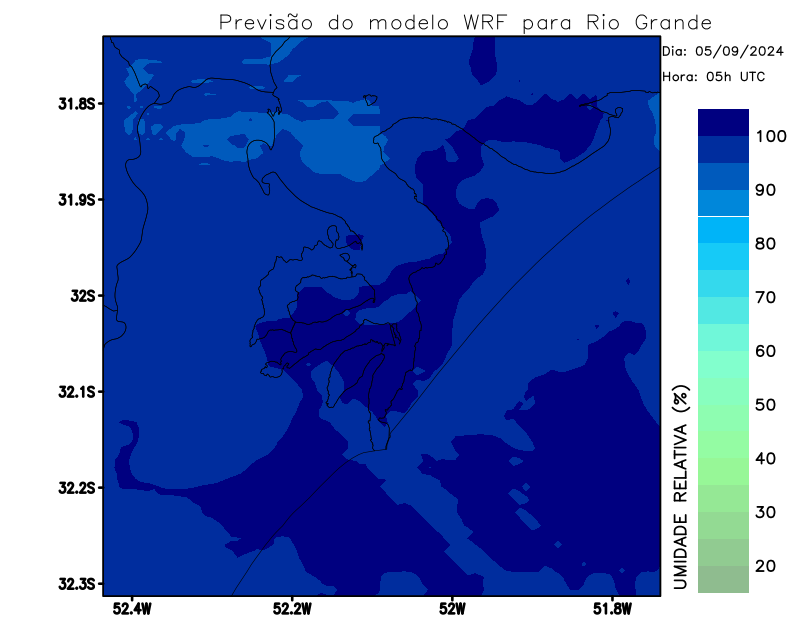 Previsão do modelo WRF para Rio Grande
Dia: 05/09/2024
Hora: 05h UTC
31.8S
31.9S
32S
32.1S
32.2S
32.3S
52.4W
52.2W
52W
51.8W
100
90
80
70
60
50
40
30
20
UMIDADE RELATIVA (%)